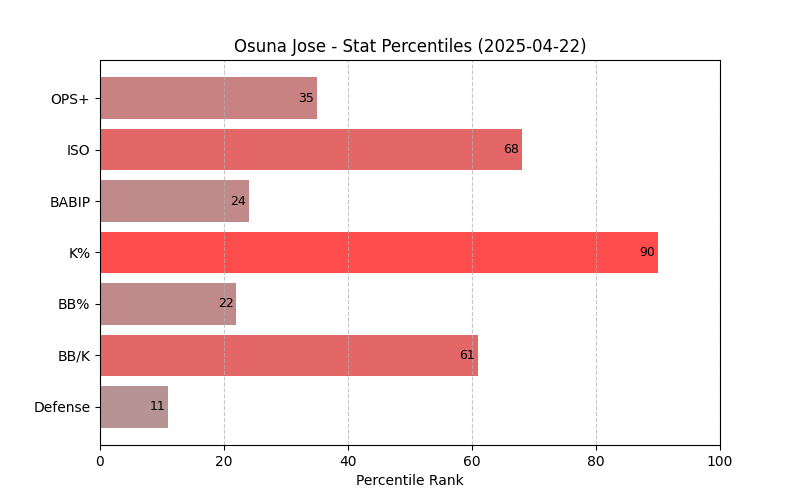 Osuna Jose - Stat Percentiles (2025-04-22)
OPS+ 35
ISO 68
BABIP 24
K% 90
BB% 22
BB/K 61
Defense 11
0 20 40 60 80 100
Percentile Rank